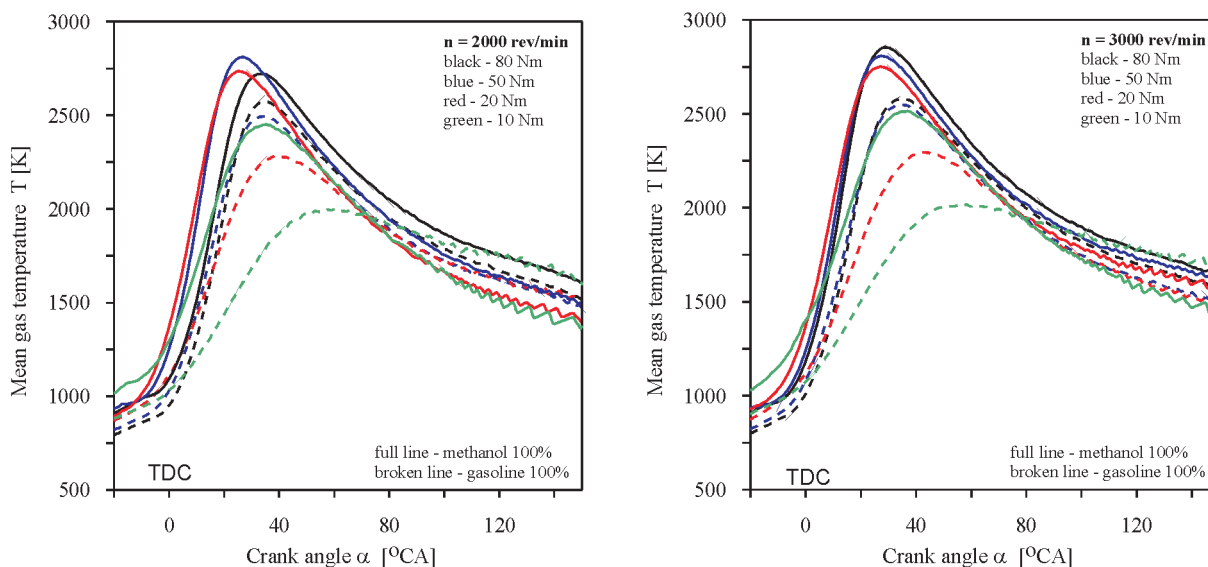 3000
2500
2000
1500
1000
500
Mean gas temperature T [K]
n = 2000 rev/min
black - 80 Nm
blue - 50 Nm
red - 20 Nm
green - 10 Nm
full line - methanol 100%
broken line - gasoline 100%
TDC
0 40 80 120
Crank angle α [OCA]
3000
2500
2000
1500
1000
500
Mean gas temperature T [K]
n = 3000 rev/min
black - 80 Nm
blue - 50 Nm
red - 20 Nm
green - 10 Nm
full line - methanol 100%
broken line - gasoline 100%
TDC
0 40 80 120
Crank angle α [OCA]